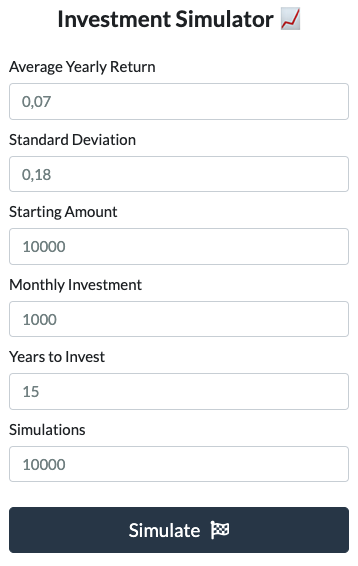 Investment Simulator 📈
Average Yearly Return
0,07
Standard Deviation
0,18
Starting Amount
10000
Monthly Investment
1000
Years to Invest
15
Simulations
10000
Simulate